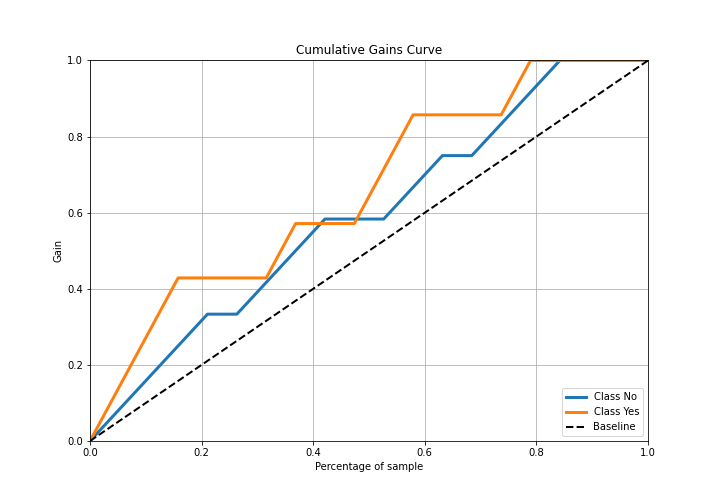 Cumulative Gains Curve
1.0
0.8
0.6
0.4
0.2
0.0
Gain
0.0 0.2 0.4 0.6 0.8 1.0
Percentage of sample
Class No
Class Yes
Baseline